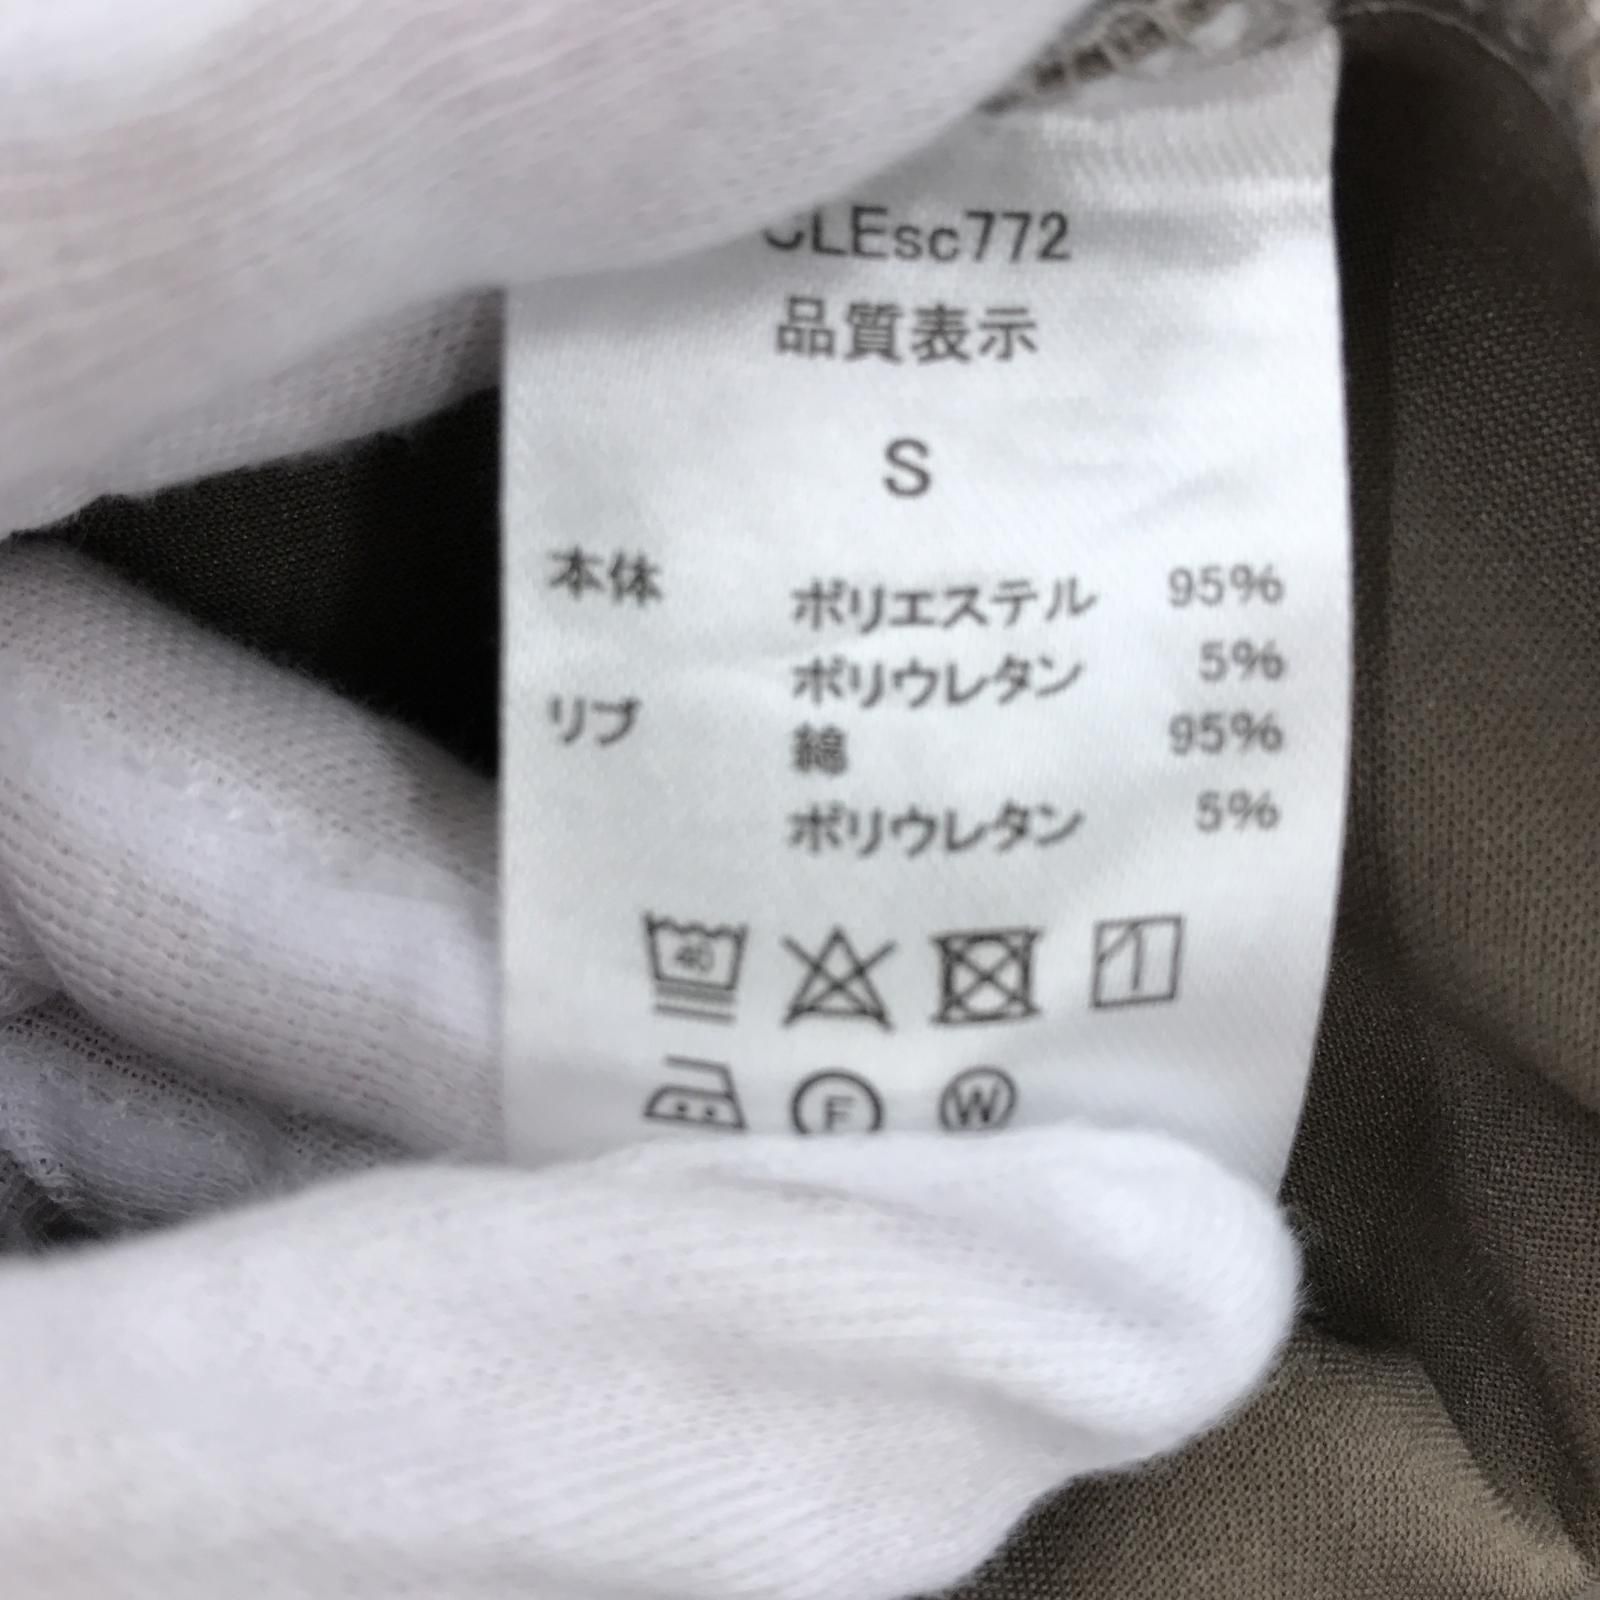 CLEsc772
品質表示
S
本体 ポリエステル 95%
ポリウレタン 5%
リブ 綿 95%
ポリウレタン 5%
40
F W